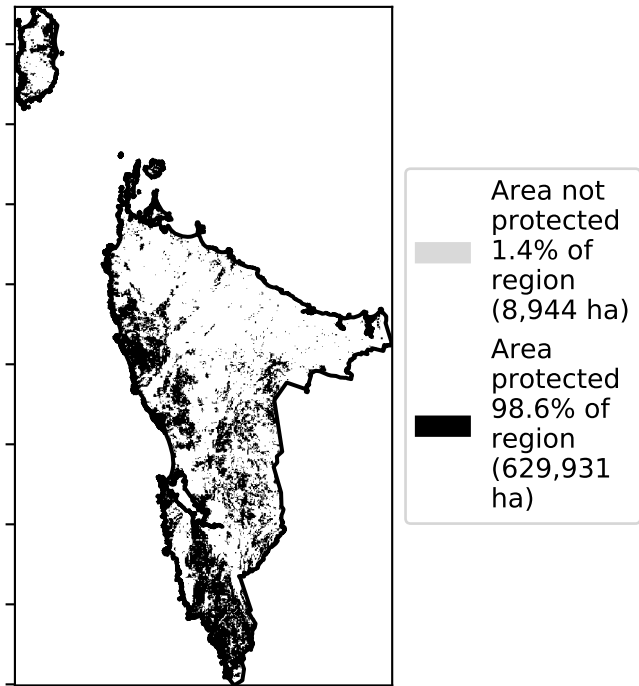 Area not
protected
1.4% of
region
(8,944 ha)
Area
protected
98.6% of
region
(629,931
ha)